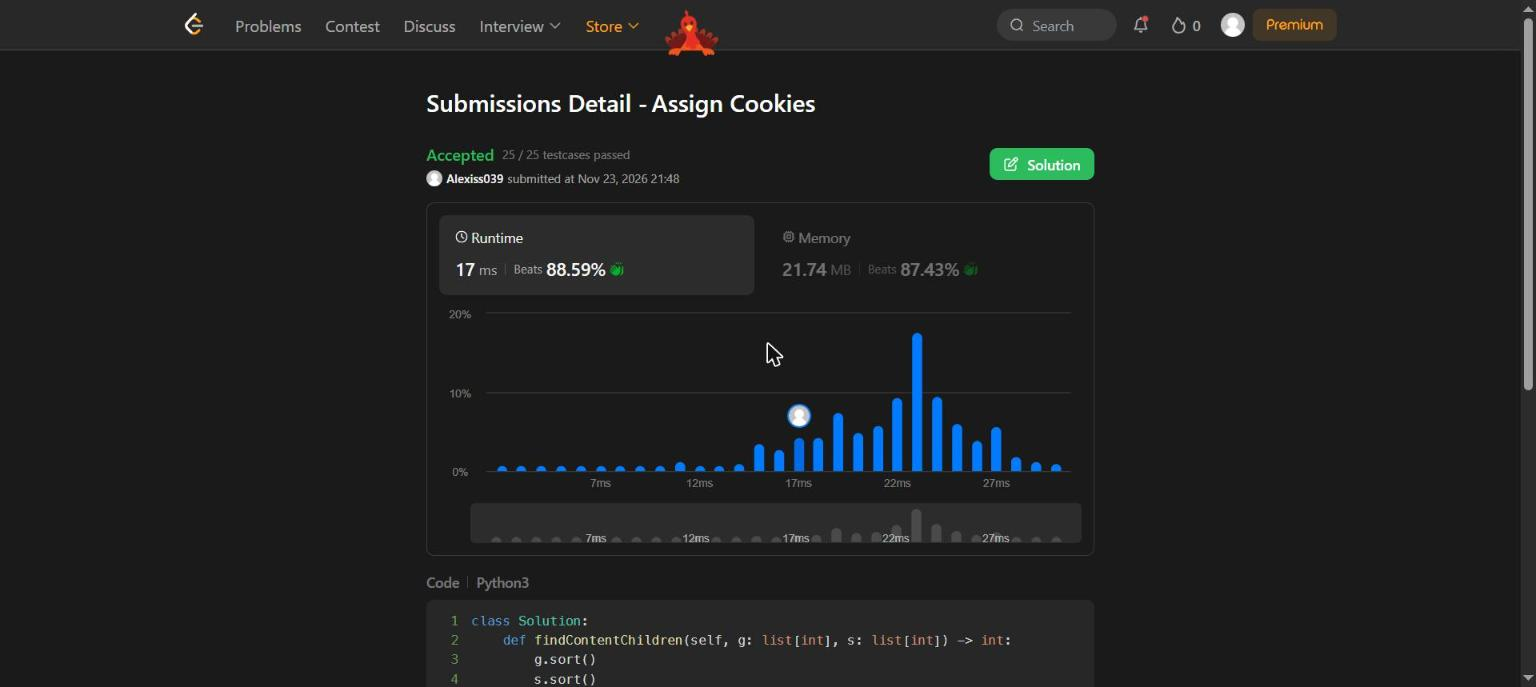 Problems Contest Discuss Interview Store Search 0 Premium
Submissions Detail - Assign Cookies
Accepted 25 / 25 testcases passed
Alexiss039 submitted at Nov 23, 2026 21:48
Solution
Runtime
17 ms Beats 88.59%
Memory
21.74 MB Beats 87.43%
20%
10%
0%
7ms 12ms 17ms 22ms 27ms
7ms 12ms 17ms 22ms 27ms
Code Python3
1 class Solution:
2 def findContentChildren(self, g: list[int], s: list[int]) -> int:
3 g.sort()
4 s.sort()